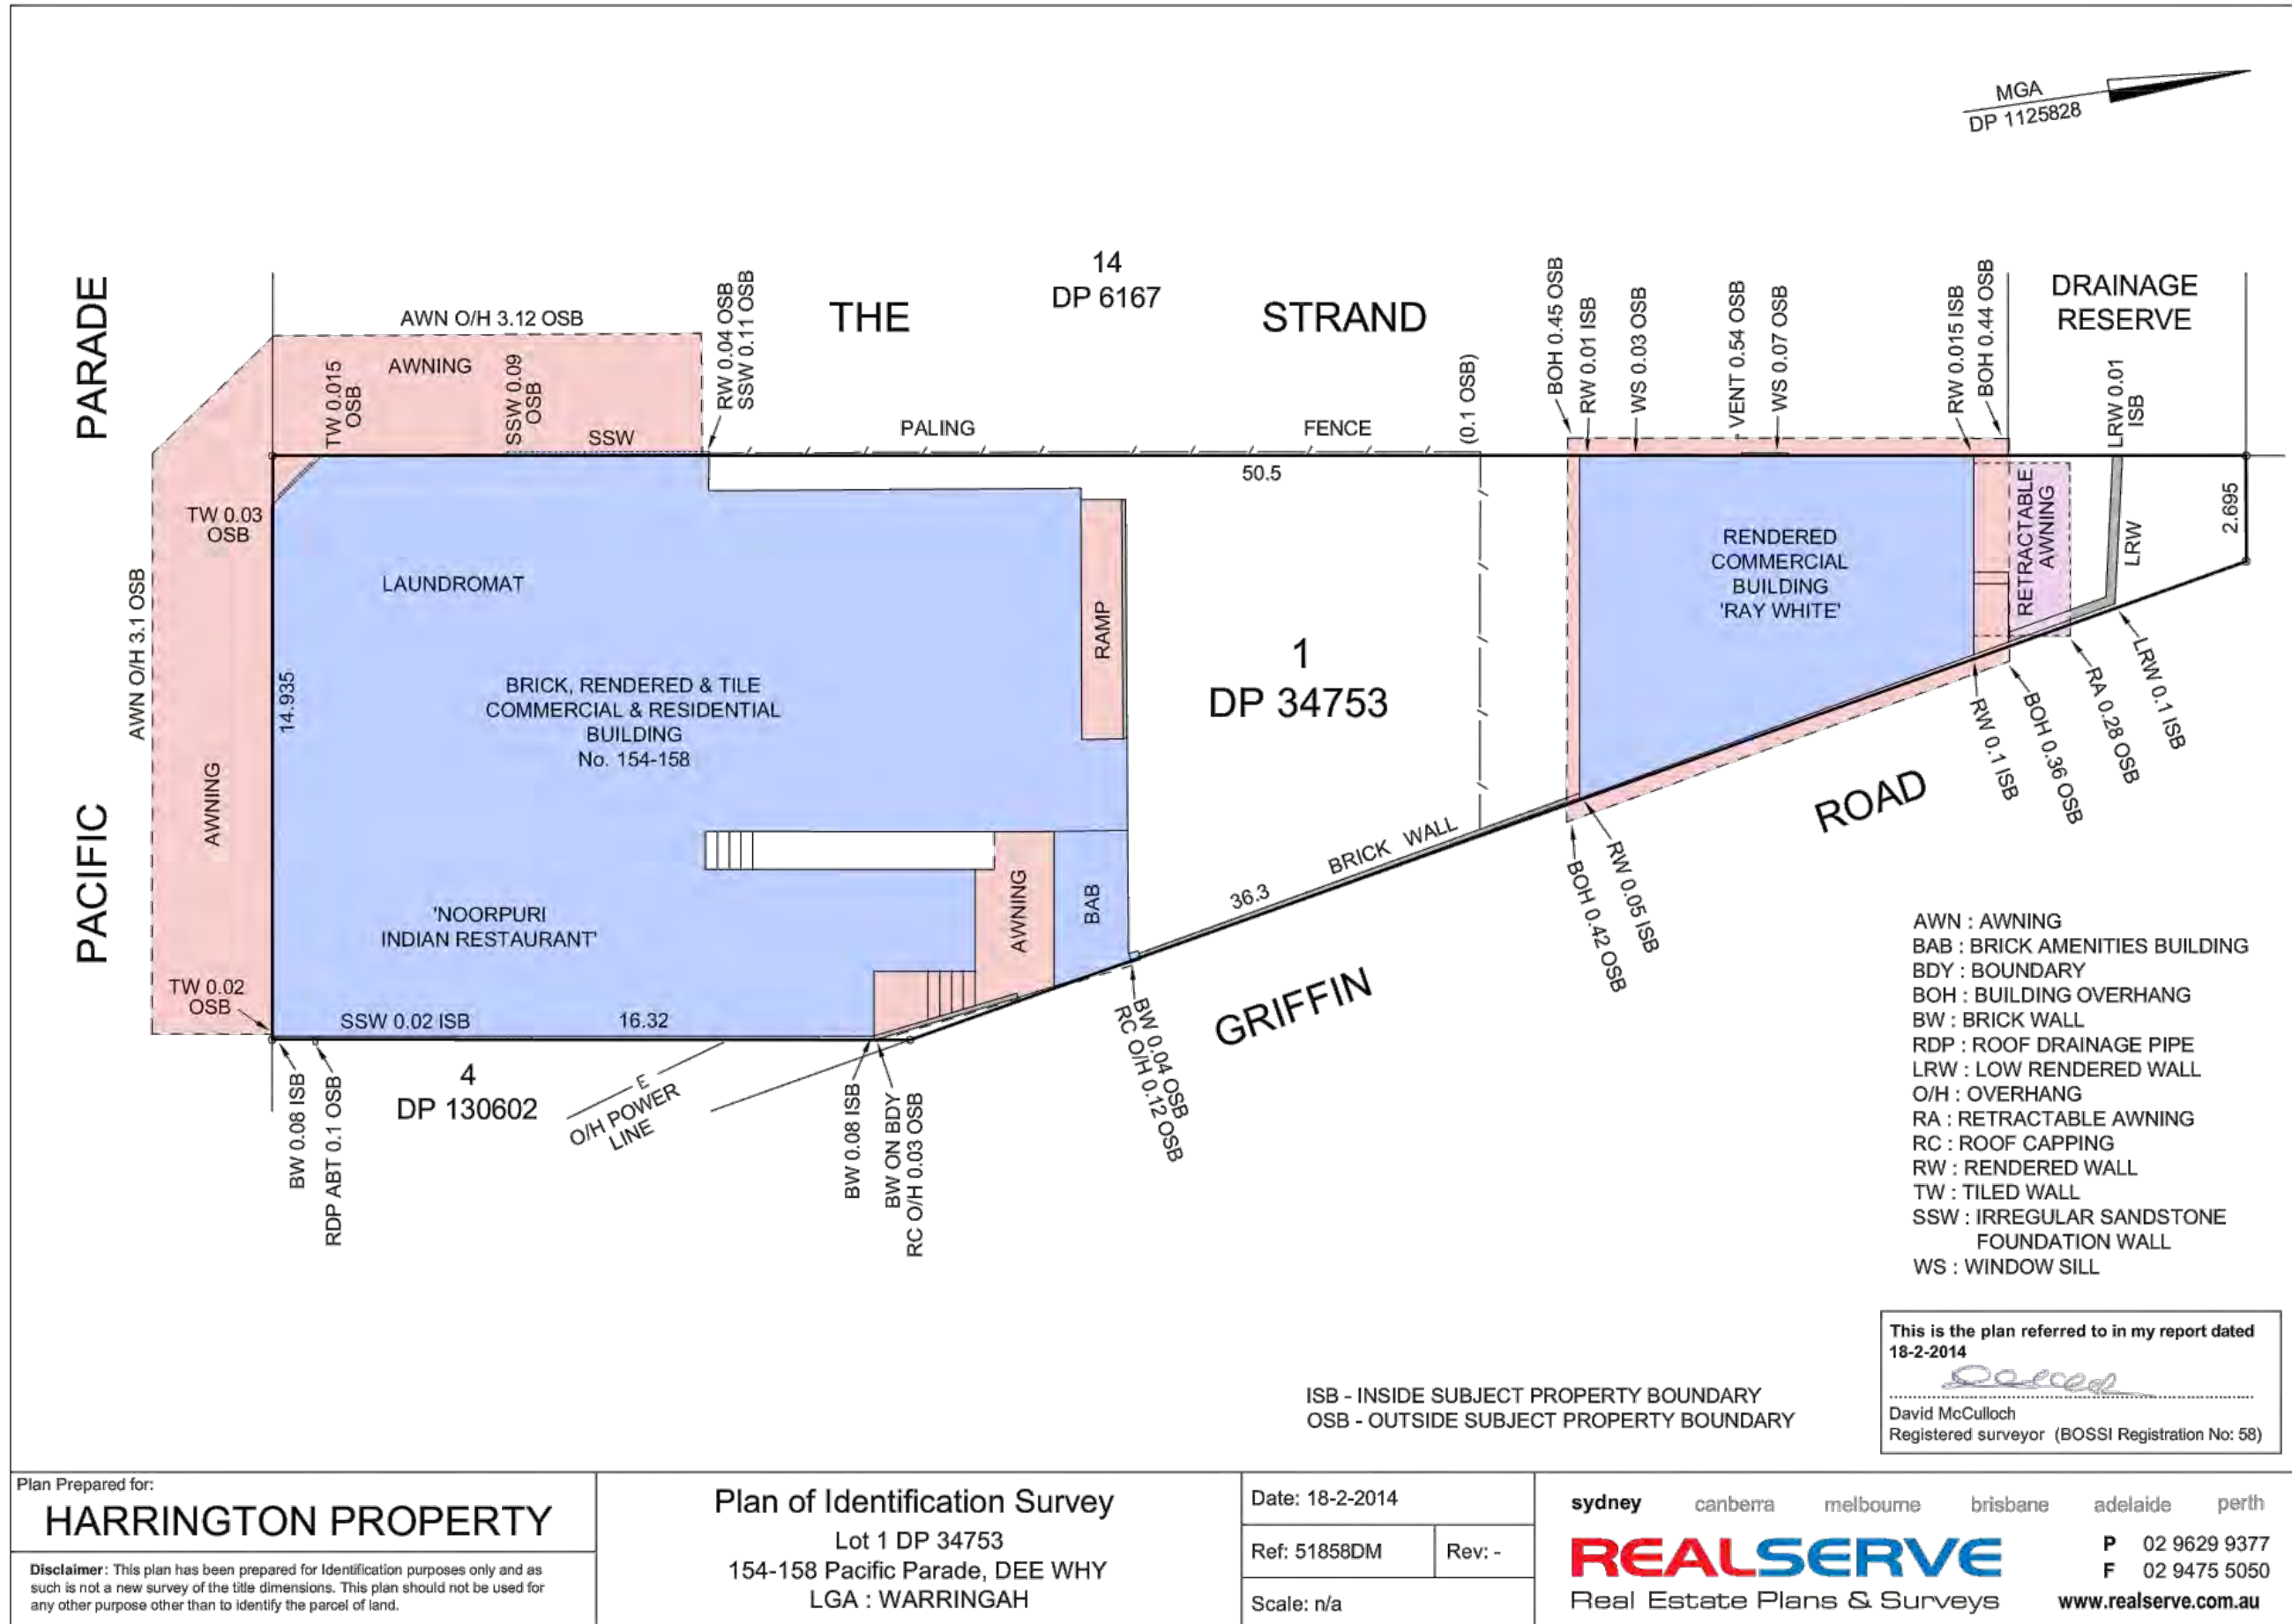 MGA
DP 1125828
14
DP 6167
THE STRAND
DRAINAGE
RESERVE
PARADE
PACIFIC
AWN O/H 3.12 OSB
AWNING
TW 0.015
OSB
SSW 0.09
OSB
SSW
RW 0.04 OSB
SSW 0.11 OSB
PALING FENCE
(0.1 OSB)
50.5
BOH 0.45 OSB
RW 0.01 ISB
WS 0.03 OSB
VENT 0.54 OSB
WS 0.07 OSB
RW 0.015 ISB
BOH 0.44 OSB
LRW 0.01
ISB
2.695
LRW
RETRACTABLE
AWNING
TW 0.03
OSB
AWN O/H 3.1 OSB
AWNING
14.935
TW 0.02
OSB
LAUNDROMAT
BRICK, RENDERED & TILE
COMMERCIAL & RESIDENTIAL
BUILDING
No. 154-158
'NOORPURI
INDIAN RESTAURANT'
RAMP
AWNING
BAB
1
DP 34753
RENDERED
COMMERCIAL
BUILDING
'RAY WHITE'
SSW 0.02 ISB
16.32
BRICK WALL
36.3
GRIFFIN ROAD
LRW 0.1 ISB
RA 0.28 OSB
BOH 0.36 OSB
RW 0.1 ISB
RW 0.05 ISB
BOH 0.42 OSB
BW 0.04 OSB
RC O/H 0.12 OSB
BW 0.08 ISB
RDP ABT 0.1 OSB
4
DP 130602
E
O/H POWER
LINE
BW 0.08 ISB
BW ON BDY
RC O/H 0.03 OSB
AWN : AWNING
BAB : BRICK AMENITIES BUILDING
BDY : BOUNDARY
BOH : BUILDING OVERHANG
BW : BRICK WALL
RDP : ROOF DRAINAGE PIPE
LRW : LOW RENDERED WALL
O/H : OVERHANG
RA : RETRACTABLE AWNING
RC : ROOF CAPPING
RW : RENDERED WALL
TW : TILED WALL
SSW : IRREGULAR SANDSTONE
FOUNDATION WALL
WS : WINDOW SILL
ISB - INSIDE SUBJECT PROPERTY BOUNDARY
OSB - OUTSIDE SUBJECT PROPERTY BOUNDARY
This is the plan referred to in my report dated
18-2-2014
David McCulloch
Registered surveyor (BOSSI Registration No: 58)
Plan Prepared for:
HARRINGTON PROPERTY
Disclaimer: This plan has been prepared for Identification purposes only and as
such is not a new survey of the title dimensions. This plan should not be used for
any other purpose other than to identify the parcel of land.
Plan of Identification Survey
Lot 1 DP 34753
154-158 Pacific Parade, DEE WHY
LGA : WARRINGAH
Date: 18-2-2014
Ref: 51858DM
Rev: -
Scale: n/a
sydney canberra melbourne brisbane adelaide perth
REALSERVE
Real Estate Plans & Surveys
P 02 9629 9377
F 02 9475 5050
www.realserve.com.au